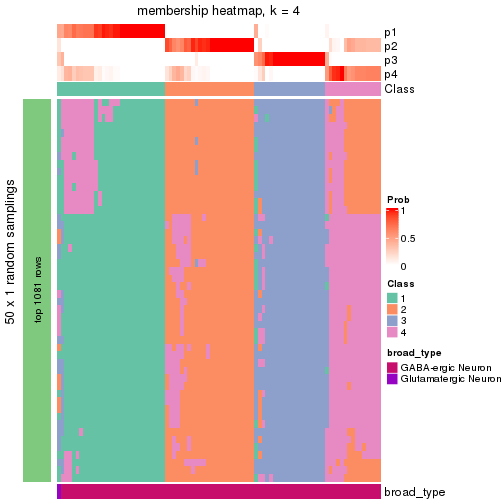 membership heatmap, k = 4
p1
p2
p3
p4
Class
50 x 1 random samplings
top 1081 rows
Prob
1
0.5
0
Class
1
2
3
4
broad_type
GABA-ergic Neuron
Glutamatergic Neuron
broad_type